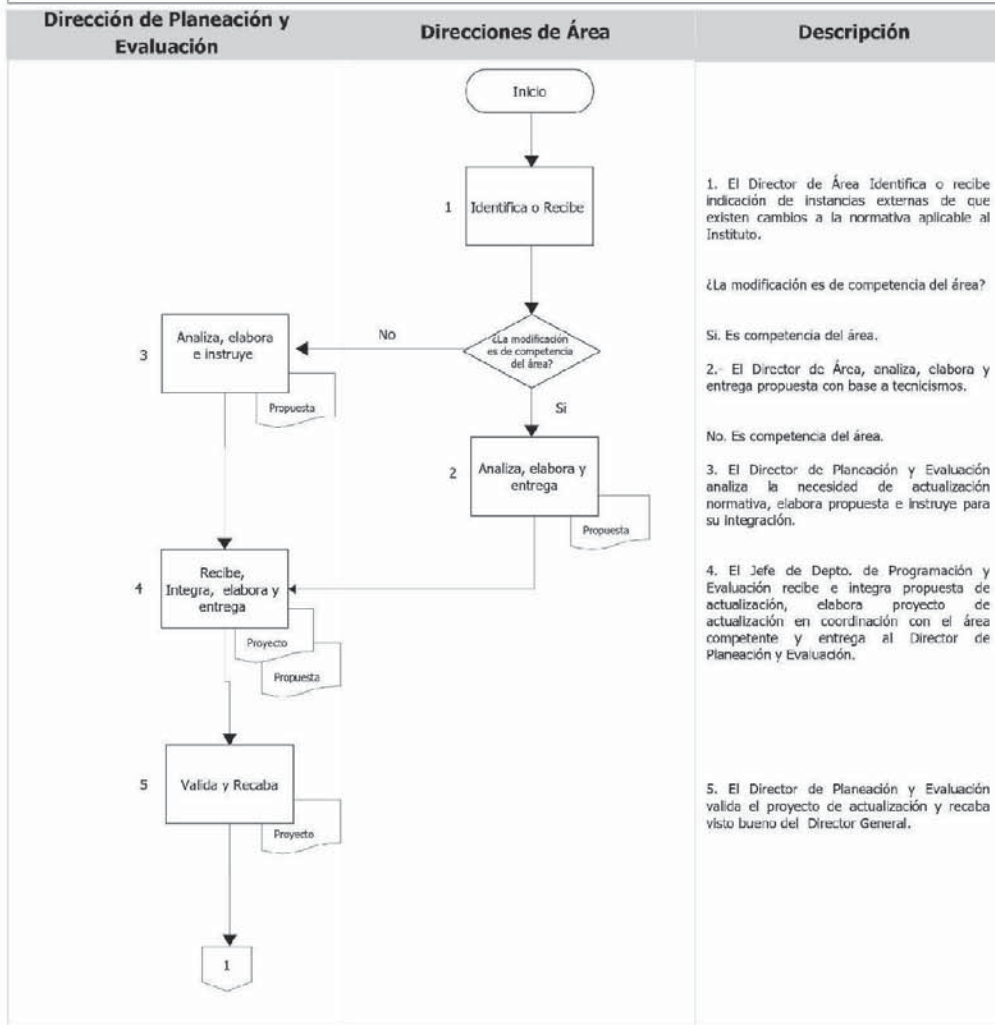 Dirección de Planeación y
Evaluación
Direcciones de Área
Descripción
Inicio
1
Identifica o Recibe
1. El Director de Área Identifica o recibe
indicación de instancias externas de que
existen cambios a la normativa aplicable al
Instituto.
¿La modificación es de competencia del área?
¿La modificación
es de competencia
del área?
No
Si
3
Analiza, elabora
e instruye
Propuesta
Si. Es competencia del área.
2.- El Director de Área, analiza, elabora y
entrega propuesta con base a tecnicismos.
No. Es competencia del área.
2
Analiza, elabora y
entrega
Propuesta
3. El Director de Planeación y Evaluación
analiza la necesidad de actualización
normativa, elabora propuesta e instruye para
su integración.
4
Recibe,
Integra, elabora y
entrega
Proyecto
Propuesta
4. El Jefe de Depto. de Programación y
Evaluación recibe e integra propuesta de
actualización, elabora proyecto de
actualización en coordinación con el área
competente y entrega al Director de
Planeación y Evaluación.
5
Valida y Recaba
Proyecto
5. El Director de Planeación y Evaluación
valida el proyecto de actualización y recaba
visto bueno del Director General.
1